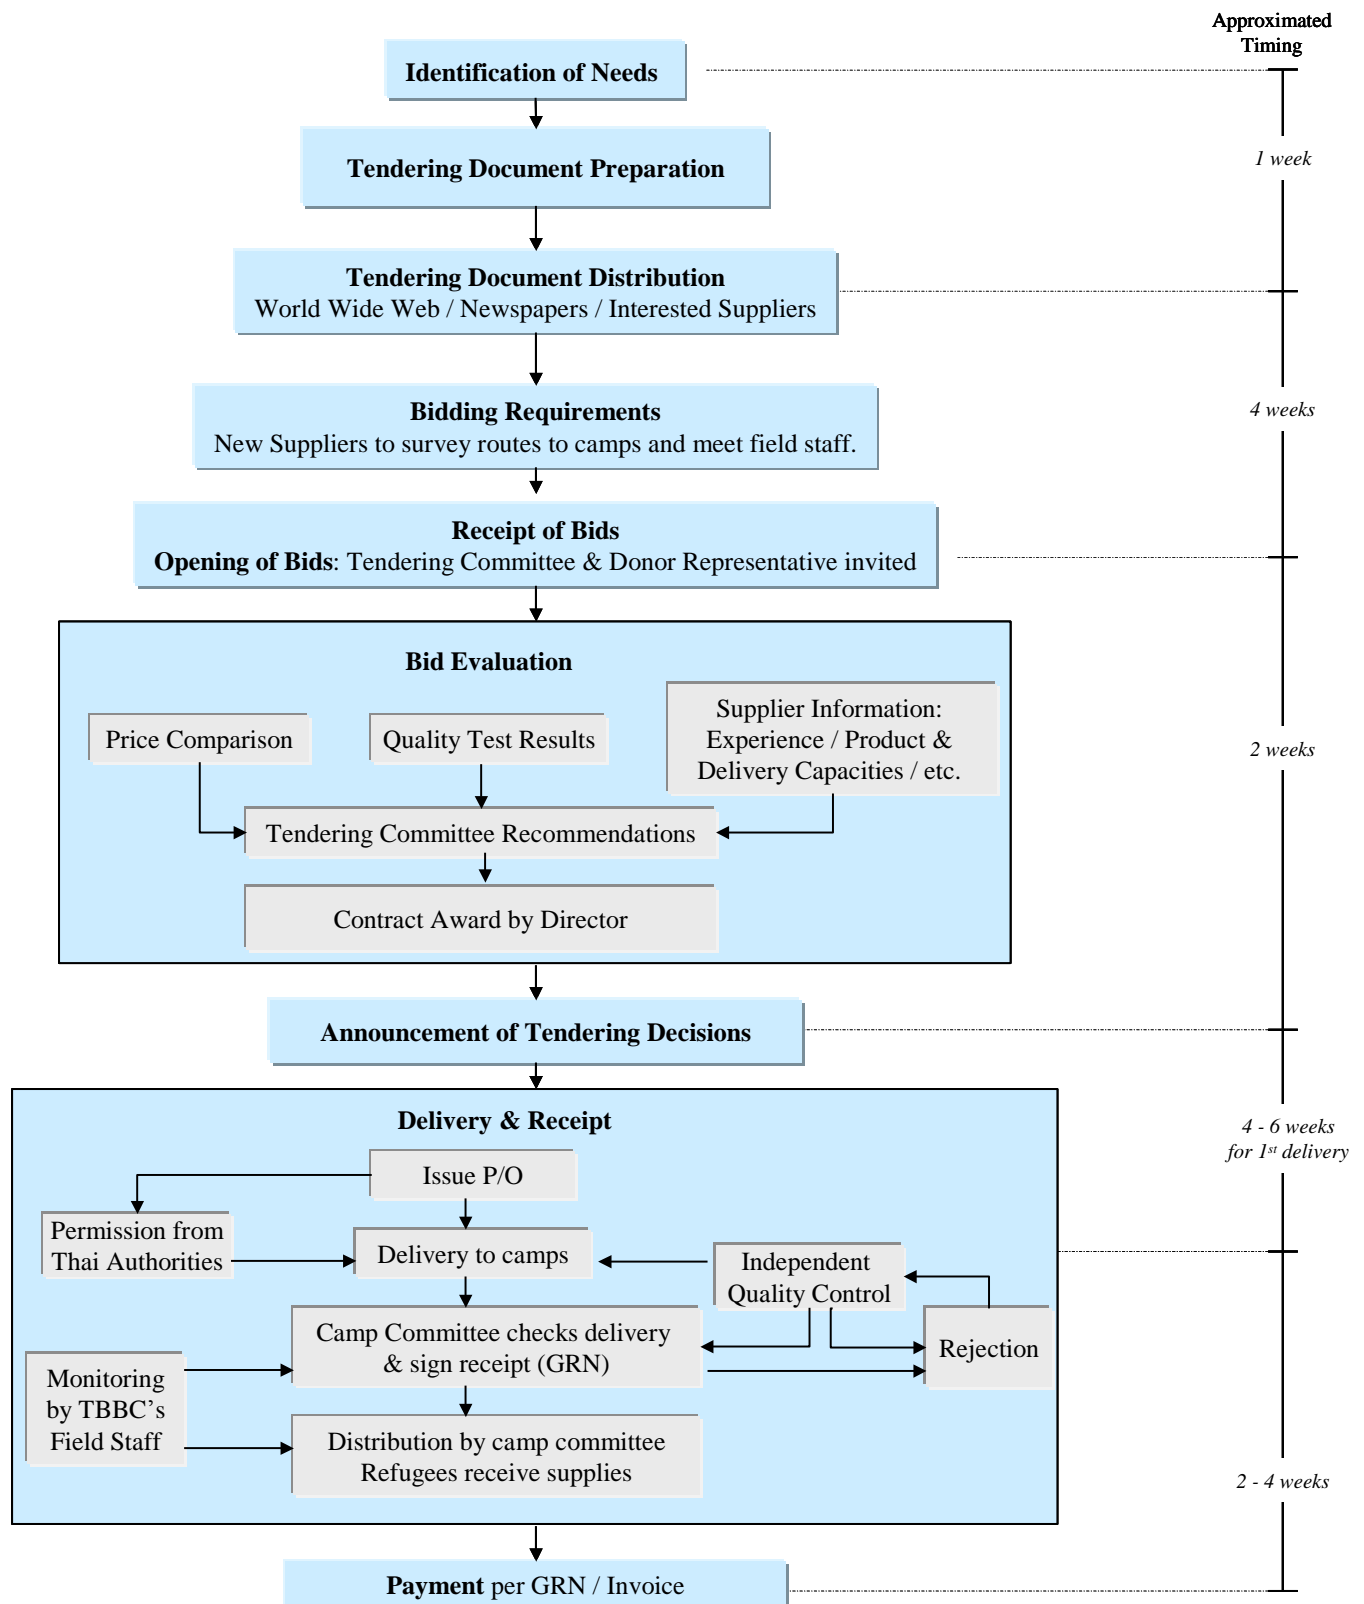 Approximated
Timing
Identification of Needs
Tendering Document Preparation
1 week
Tendering Document Distribution
World Wide Web / Newspapers / Interested Suppliers
Bidding Requirements
New Suppliers to survey routes to camps and meet field staff.
4 weeks
Receipt of Bids
Opening of Bids: Tendering Committee & Donor Representative invited
Bid Evaluation
Price Comparison
Quality Test Results
Supplier Information:
Experience / Product &
Delivery Capacities / etc.
2 weeks
Tendering Committee Recommendations
Contract Award by Director
Announcement of Tendering Decisions
Delivery & Receipt
4 - 6 weeks
for 1st delivery
Issue P/O
Permission from
Thai Authorities
Delivery to camps
Independent
Quality Control
Camp Committee checks delivery
& sign receipt (GRN)
Rejection
Monitoring
by TBBC's
Field Staff
Distribution by camp committee
Refugees receive supplies
2 - 4 weeks
Payment per GRN / Invoice